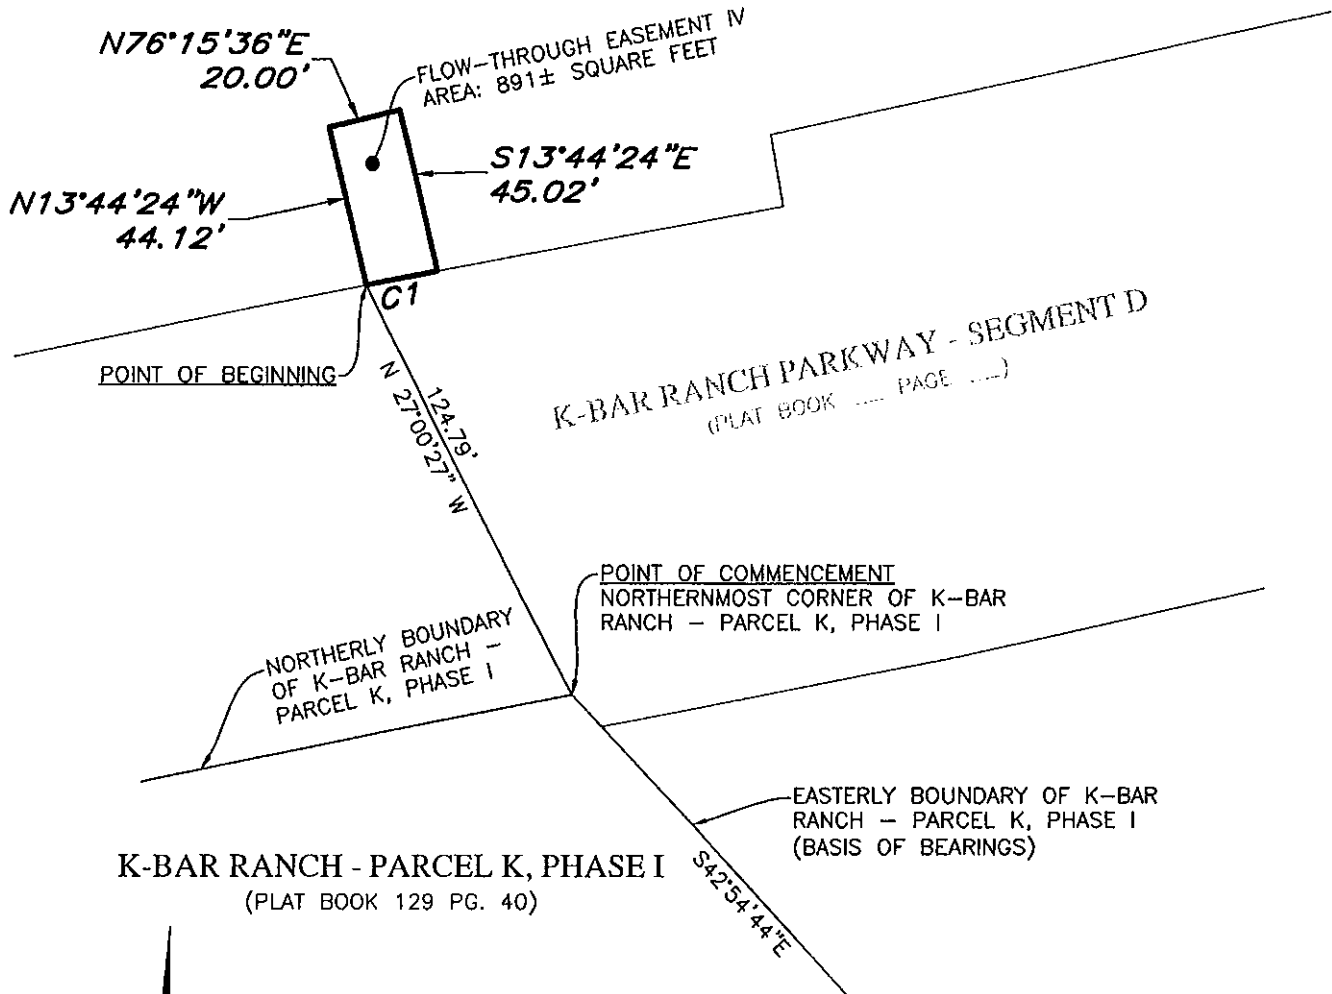 N76°15'36"E
20.00'
FLOW-THROUGH EASEMENT IV
AREA: 891± SQUARE FEET
S13°44'24"E
45.02'
N13°44'24"W
44.12'
C1
POINT OF BEGINNING
124.79'
N 27°00'27" W
K-BAR RANCH PARKWAY - SEGMENT D
(PLAT BOOK .... PAGE ....)
POINT OF COMMENCEMENT
NORTHERNMOST CORNER OF K-BAR
RANCH - PARCEL K, PHASE I
NORTHERLY BOUNDARY
OF K-BAR RANCH -
PARCEL K, PHASE I
EASTERLY BOUNDARY OF K-BAR
RANCH - PARCEL K, PHASE I
(BASIS OF BEARINGS)
S42°54'44"E
K-BAR RANCH - PARCEL K, PHASE I
(PLAT BOOK 129 PG. 40)